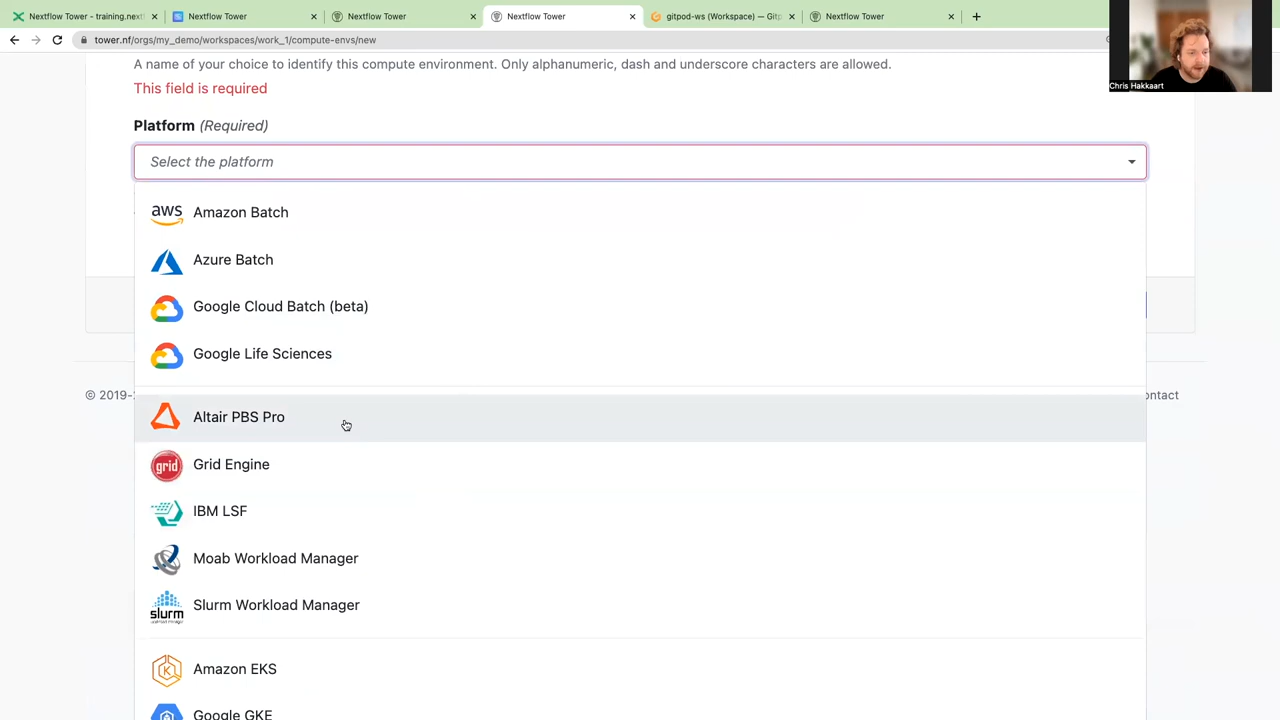 Nextflow Tower - training.nextf
Nextflow Tower
Nextflow Tower
Nextflow Tower
gitpod-ws (Workspace) — Gitp
Nextflow Tower
tower.nf/orgs/my_demo/workspaces/work_1/compute-envs/new
Chris Hakkaart
A name of your choice to identify this compute environment. Only alphanumeric, dash and underscore characters are allowed.
This field is required
Platform (Required)
Select the platform
aws Amazon Batch
Azure Batch
Google Cloud Batch (beta)
Google Life Sciences
© 2019-
ontact
Altair PBS Pro
grid Grid Engine
IBM LSF
Moab Workload Manager
slurm Slurm Workload Manager
K Amazon EKS
Google GKE